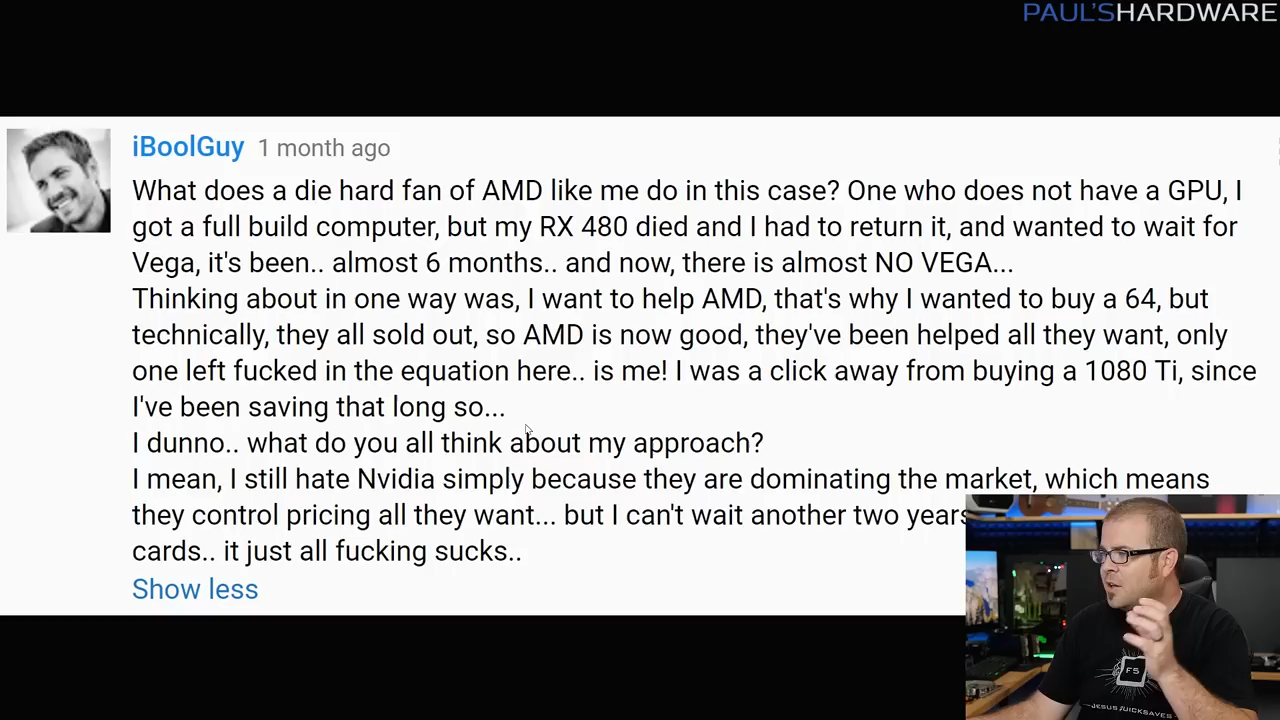 PAUL'SHARDWARE
iBoolGuy 1 month ago
What does a die hard fan of AMD like me do in this case? One who does not have a GPU, I
got a full build computer, but my RX 480 died and I had to return it, and wanted to wait for
Vega, it's been.. almost 6 months.. and now, there is almost NO VEGA...
Thinking about in one way was, I want to help AMD, that's why I wanted to buy a 64, but
technically, they all sold out, so AMD is now good, they've been helped all they want, only
one left fucked in the equation here.. is me! I was a click away from buying a 1080 Ti, since
I've been saving that long so...
I dunno.. what do you all think about my approach?
I mean, I still hate Nvidia simply because they are dominating the market, which means
they control pricing all they want... but I can't wait another two years
cards.. it just all fucking sucks..
Show less
F5
JESUS QUICKSAVES